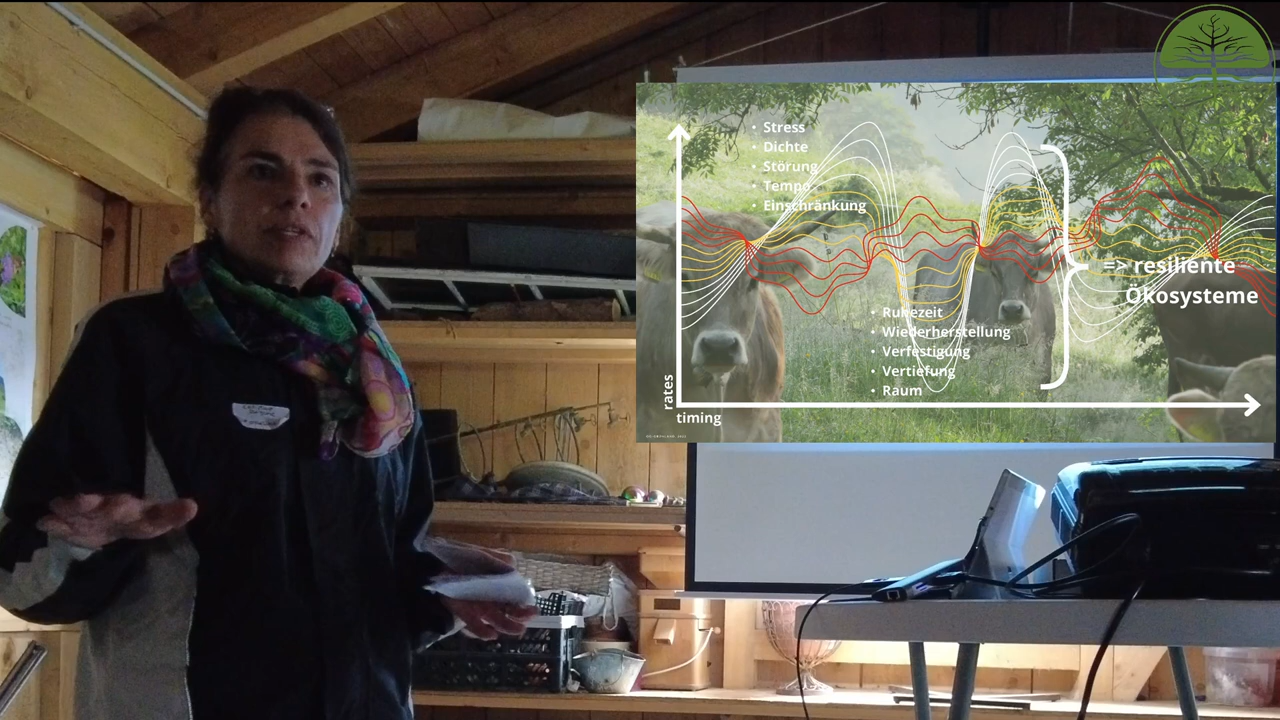 • Stress
• Dichte
• Störung
• Tempo
• Einschränkung
=> resiliente
Ökosysteme
• Ruhezeit
• Wiederherstellung
• Verfestigung
• Vertiefung
• Raum
rates
timing